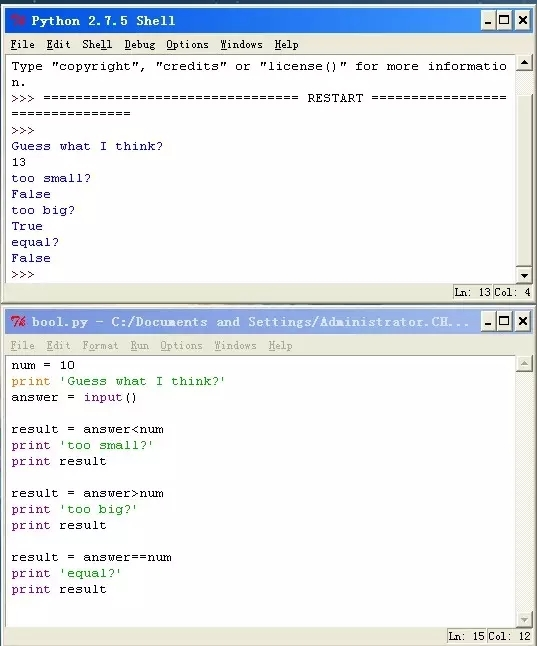 Python 2.7.5 Shell
File Edit Shell Debug Options Windows Help
Type "copyright", "credits" or "license()" for more informatio
n.
>>> ================================ RESTART =================
===============
>>>
Guess what I think?
13
too small?
False
too big?
True
equal?
False
>>>
Ln: 13 Col: 4
bool.py - C:/Documents and Settings/Administrator.CH...
File Edit Format Run Options Windows Help
num = 10
print 'Guess what I think?'
answer = input()
result = answer<num
print 'too small?'
print result
result = answer>num
print 'too big?'
print result
result = answer==num
print 'equal?'
print result
Ln: 15 Col: 12